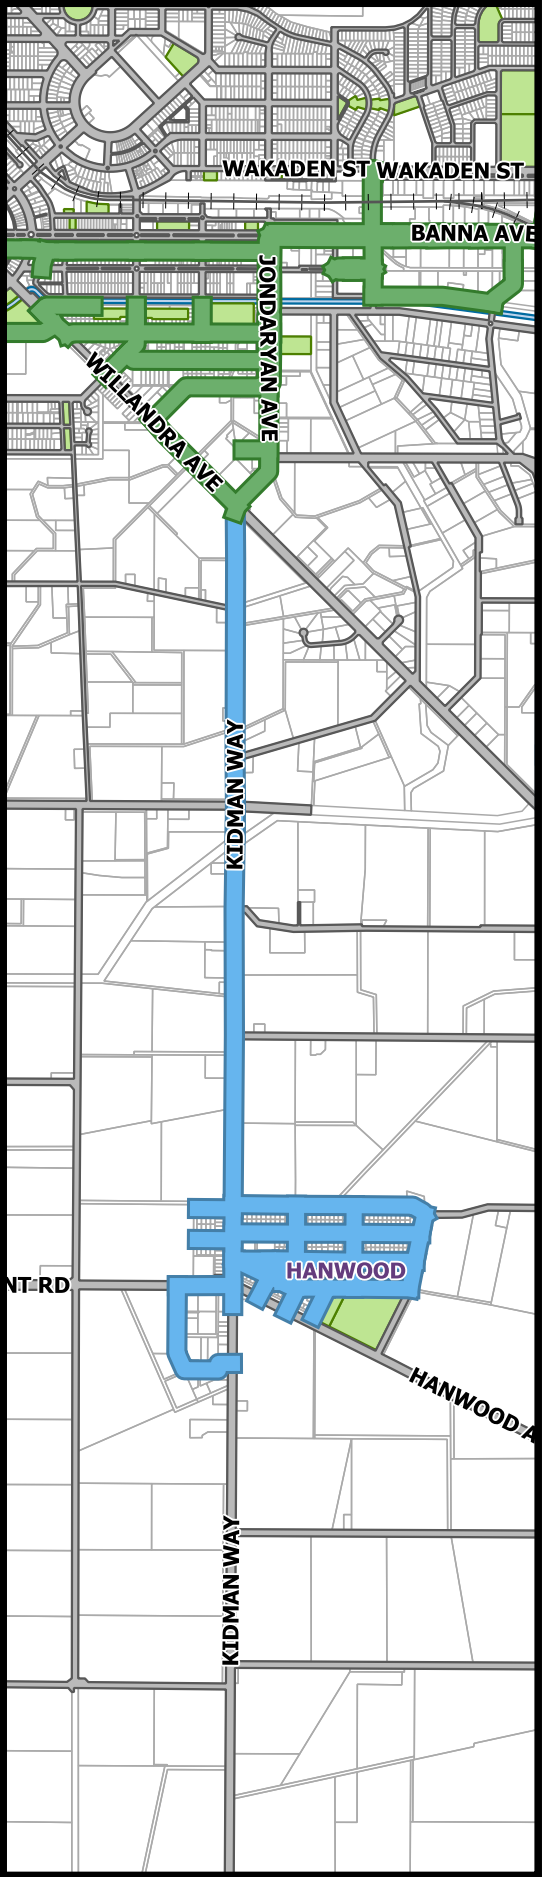 WAKADEN ST
WAKADEN ST
BANNA AVE
JONDARYAN AVE
WILLANDRA AVE
KIDMAN WAY
HANWOOD
NT RD
HANWOOD A
KIDMAN WAY